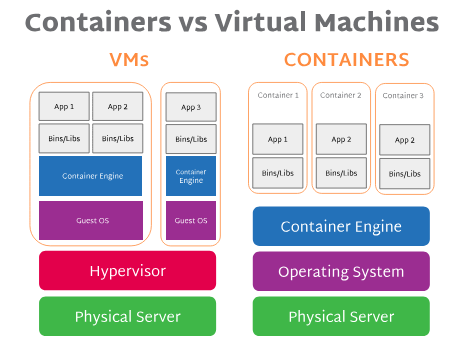 Containers vs Virtual Machines
VMs
App 1
App 2
Bins/Libs
Bins/Libs
Container Engine
Guest OS
App 3
Bins/Libs
Container
Engine
Guest OS
Hypervisor
Physical Server
CONTAINERS
Container 1
Container 2
Container 3
App 1
App 2
App 2
Bins/Libs
Bins/Libs
Bins/Libs
Container Engine
Operating System
Physical Server